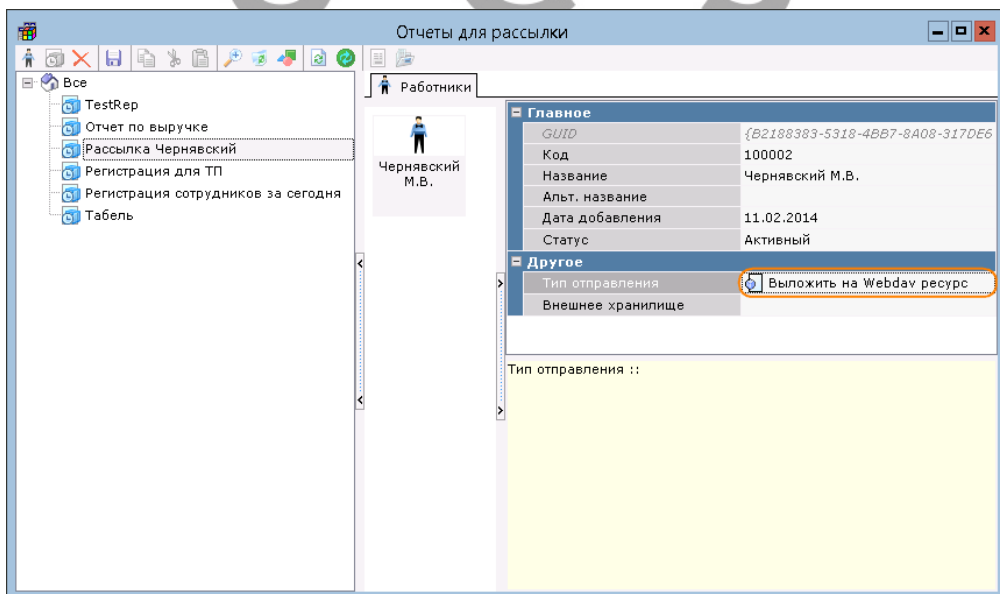 Отчеты для рассылки
Все
TestRep
Отчет по выручке
Рассылка Чернявский
Регистрация для ТП
Регистрация сотрудников за сегодня
Табель
Работники
Чернявский
М.В.
Главное
GUID {B2188383-5318-4BB7-8A08-317DE6
Код 100002
Название Чернявский М.В.
Альт. название
Дата добавления 11.02.2014
Статус Активный
Другое
Тип отправления Выложить на Webdav ресурс
Внешнее хранилище
Тип отправления ::